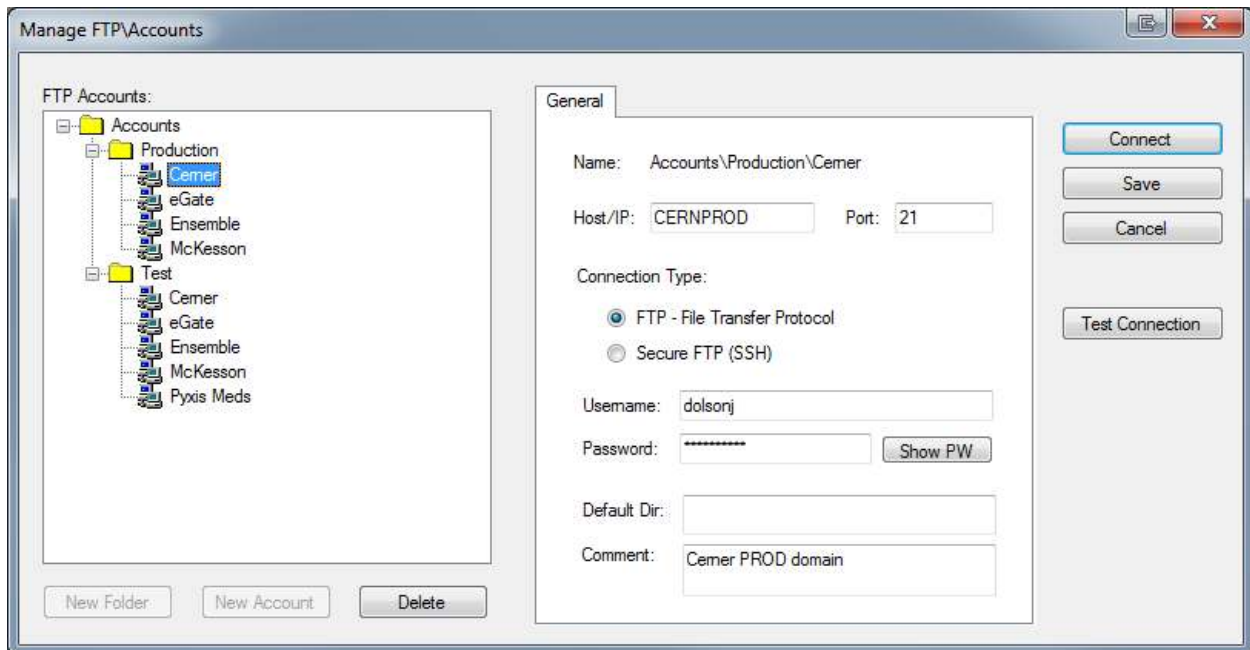 Manage FTP\Accounts
FTP Accounts:
Accounts
Production
Cerner
eGate
Ensemble
McKesson
Test
Cerner
eGate
Ensemble
McKesson
Pyxis Meds
New Folder
New Account
Delete
General
Name: Accounts\Production\Cerner
Host/IP: CERNPROD Port: 21
Connection Type:
FTP - File Transfer Protocol
Secure FTP (SSH)
Username: dolsonj
Password: ********** Show PW
Default Dir:
Comment: Cerner PROD domain
Connect
Save
Cancel
Test Connection